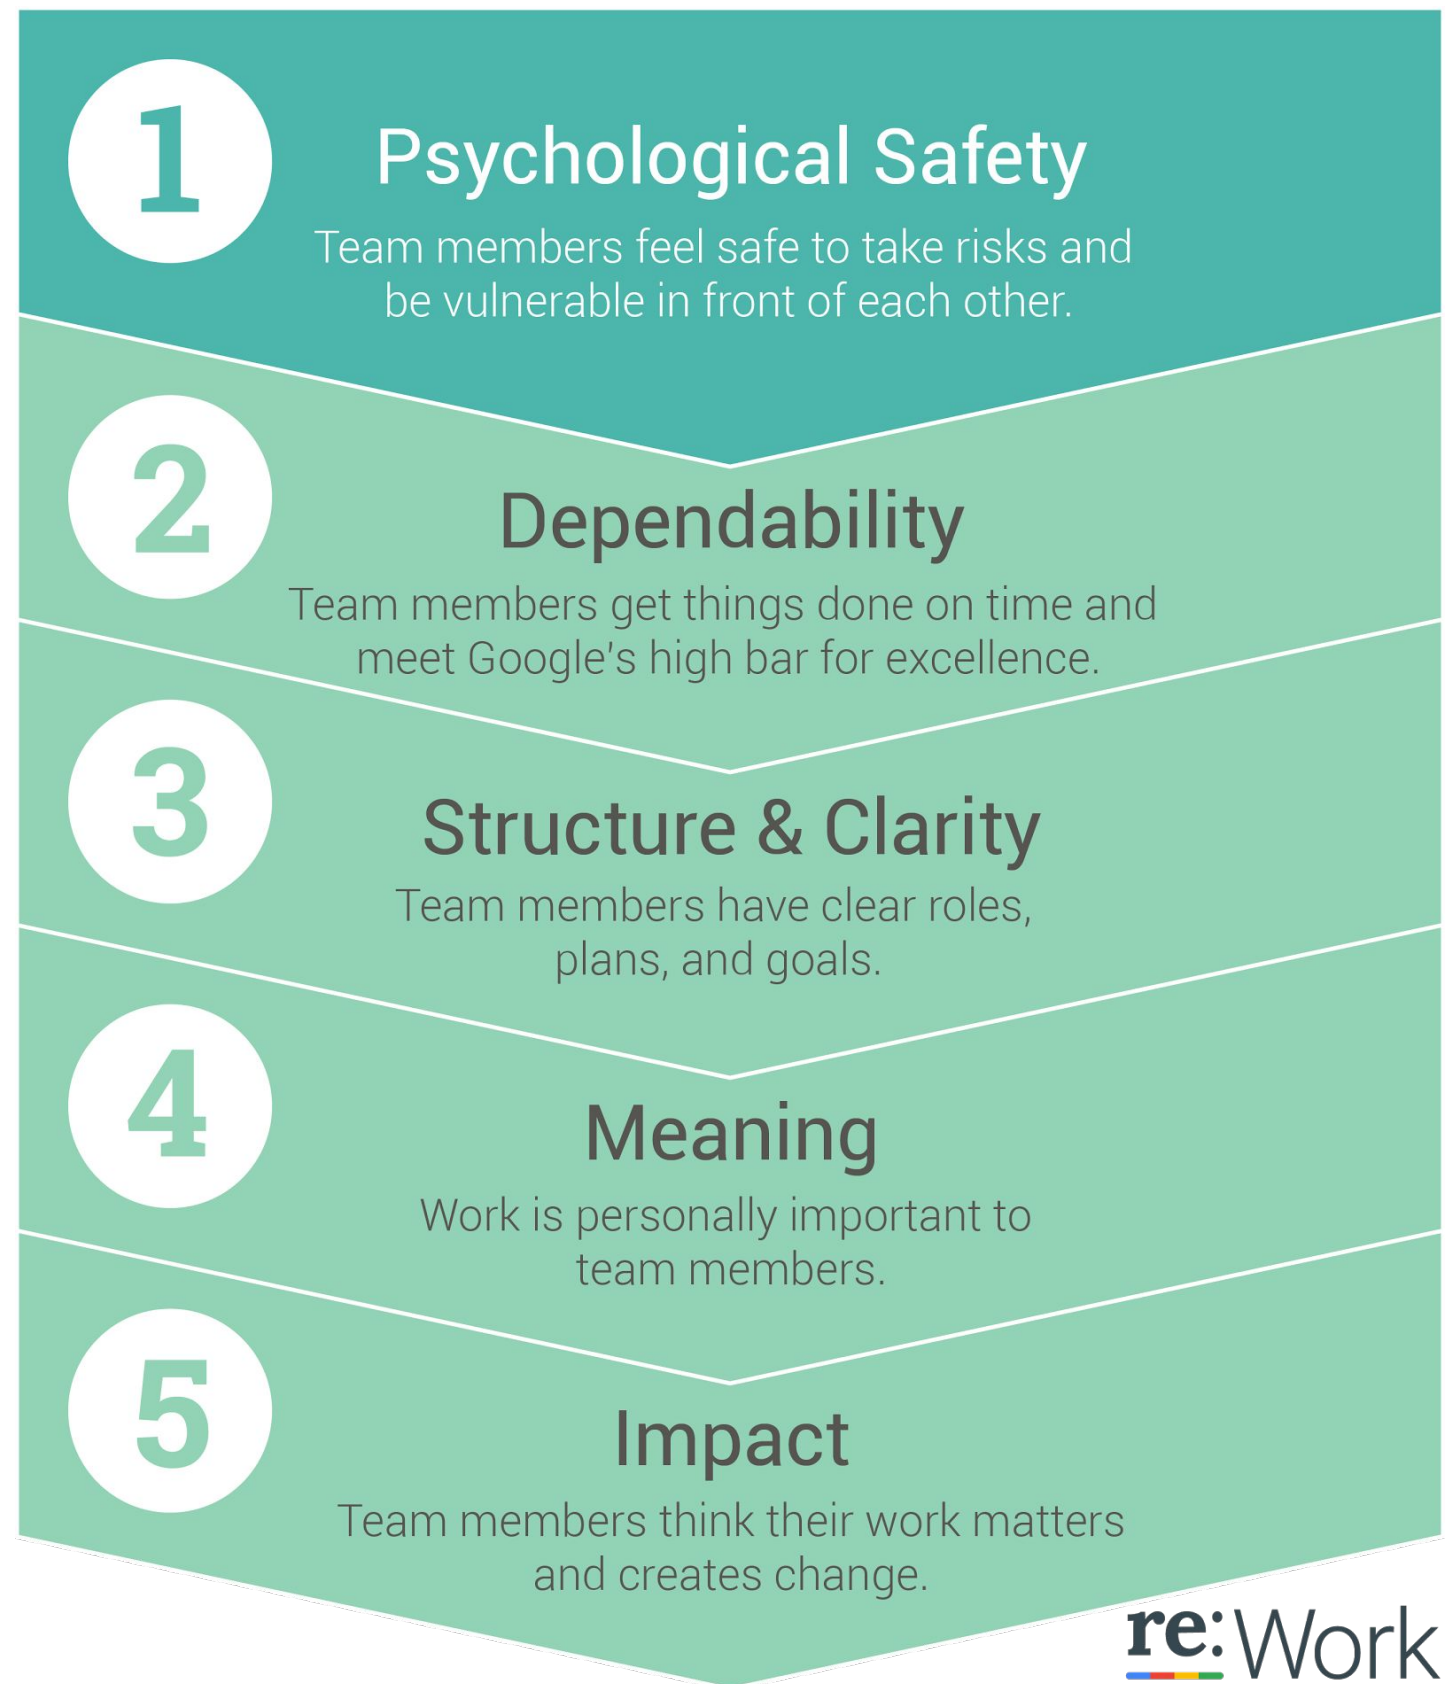 1
Psychological Safety
Team members feel safe to take risks and
be vulnerable in front of each other.
2
Dependability
Team members get things done on time and
meet Google's high bar for excellence.
3
Structure & Clarity
Team members have clear roles,
plans, and goals.
4
Meaning
Work is personally important to
team members.
5
Impact
Team members think their work matters
and creates change.
re:Work